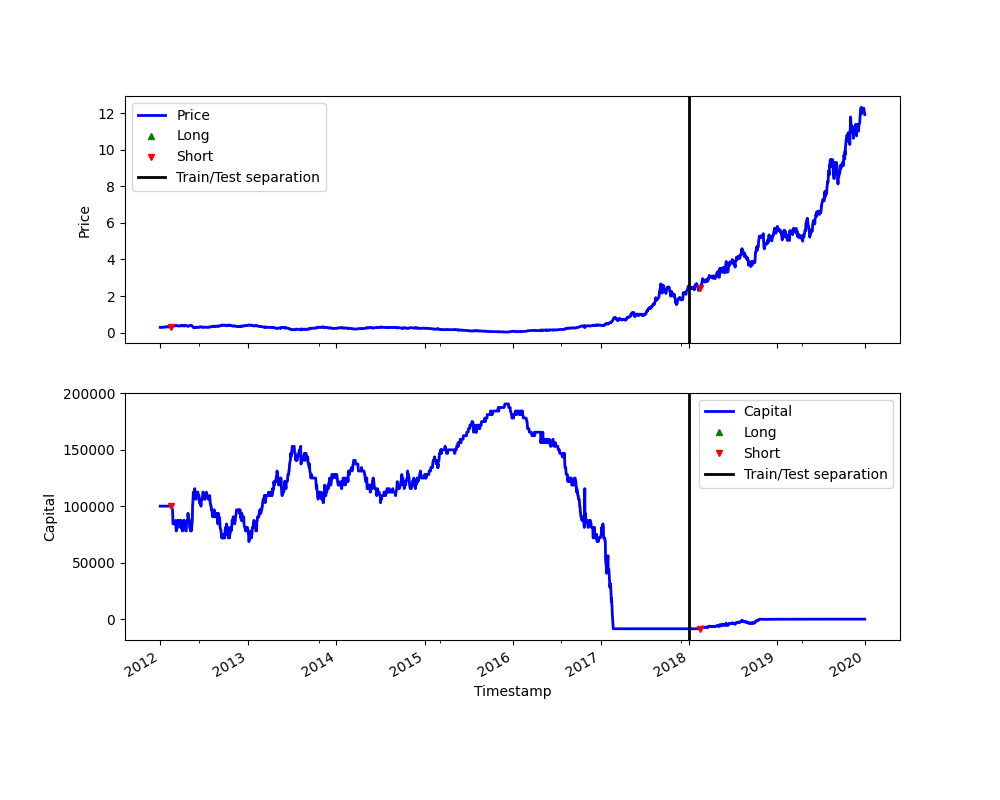 Price
Long
Short
Train/Test separation
12
10
8
6
4
2
0
Price
Capital
Long
Short
Train/Test separation
200000
150000
100000
50000
0
Capital
2012 2013 2014 2015 2016 2017 2018 2019 2020
Timestamp